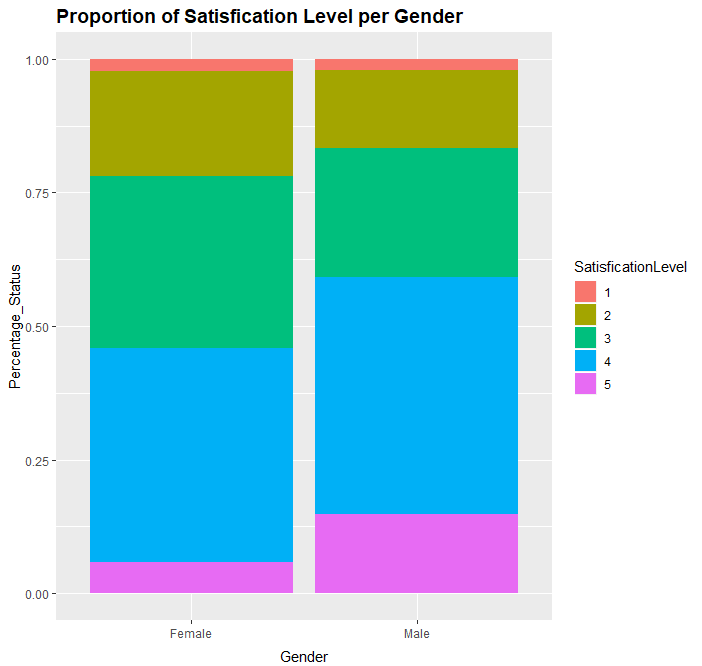 Proportion of Satisfication Level per Gender
Percentage_Status
1.00
0.75
0.50
0.25
0.00
Female
Male
Gender
SatisficationLevel
1
2
3
4
5